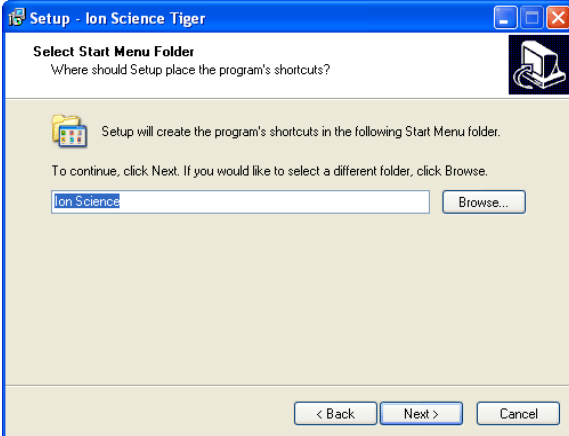 Setup - Ion Science Tiger
Select Start Menu Folder
Where should Setup place the program's shortcuts?
Setup will create the program's shortcuts in the following Start Menu folder.
To continue, click Next. If you would like to select a different folder, click Browse.
Ion Science
Browse...
< Back
Next >
Cancel